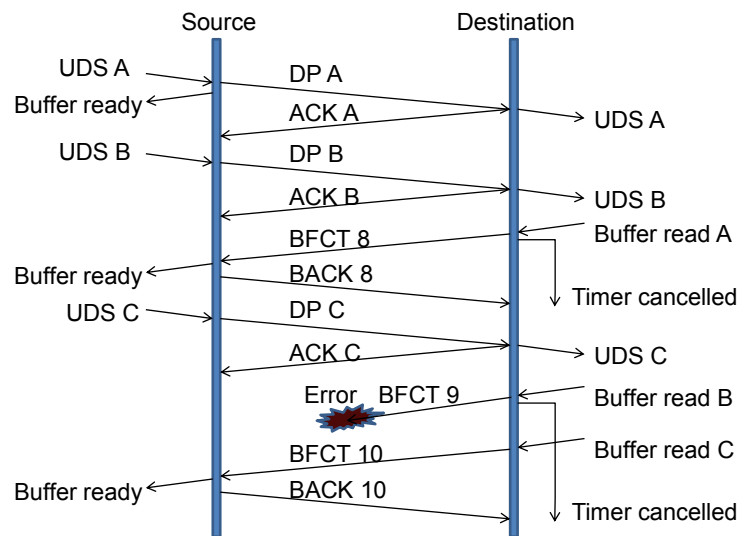 Source Destination
UDS A
DP A
Buffer ready
ACK A
UDS A
UDS B
DP B
ACK B
UDS B
BFCT 8
Buffer read A
Buffer ready
BACK 8
Timer cancelled
UDS C
DP C
ACK C
UDS C
Error BFCT 9
Buffer read B
BFCT 10
Buffer read C
Buffer ready
BACK 10
Timer cancelled